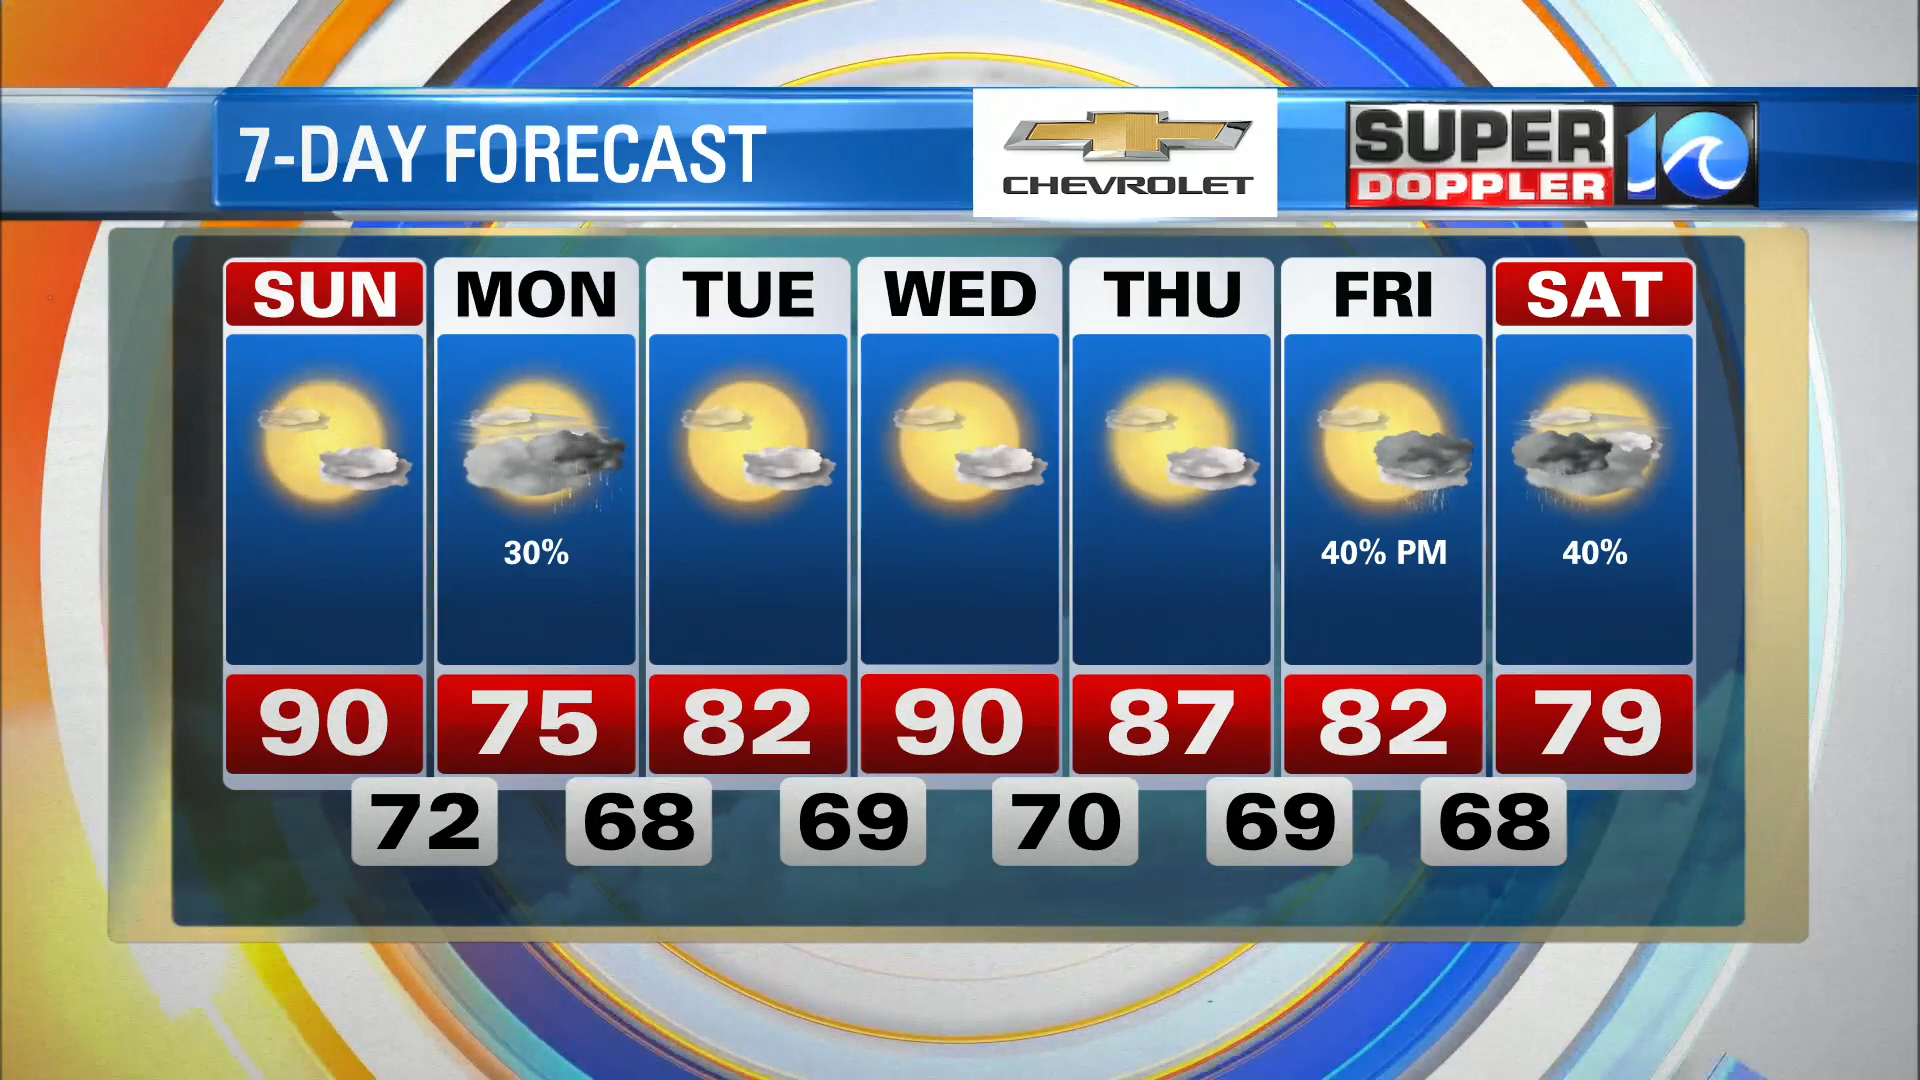 7-DAY FORECAST
CHEVROLET
SUPER
DOPPLER
10
SUN MON TUE WED THU FRI SAT
30% 40% PM 40%
90 75 82 90 87 82 79
72 68 69 70 69 68